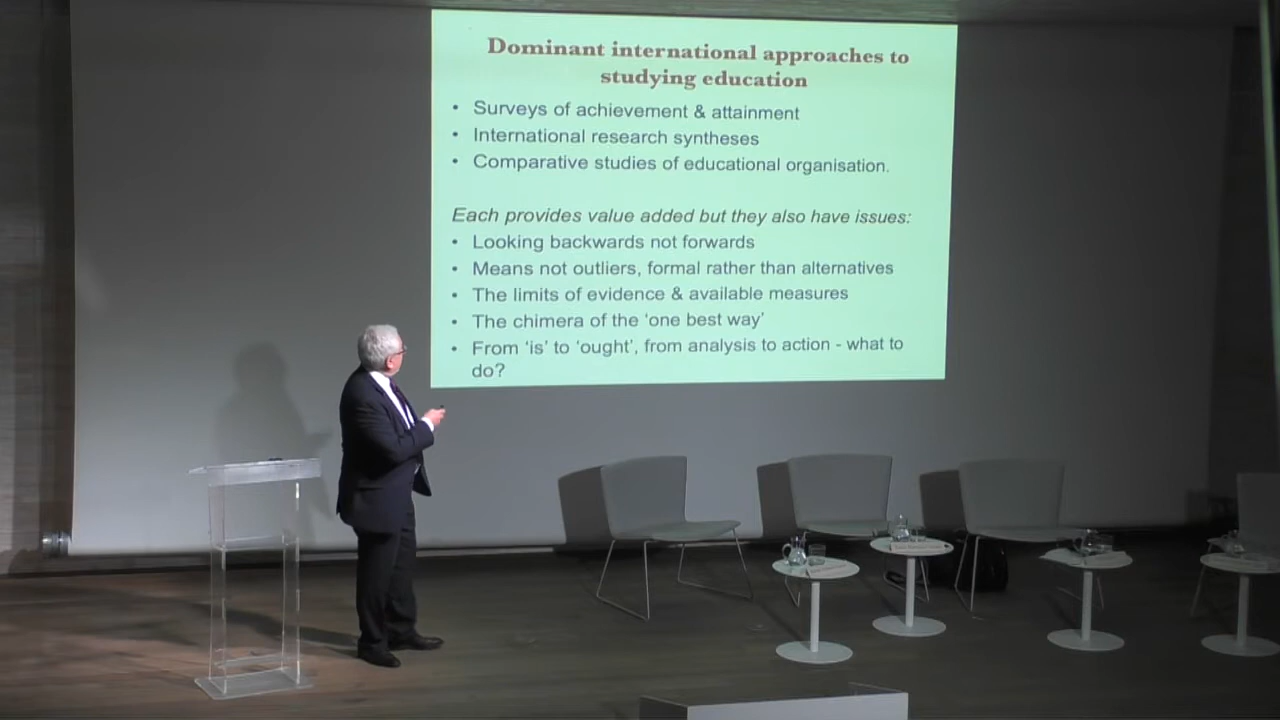 Dominant international approaches to
studying education
• Surveys of achievement & attainment
• International research syntheses
• Comparative studies of educational organisation.
Each provides value added but they also have issues:
• Looking backwards not forwards
• Means not outliers, formal rather than alternatives
• The limits of evidence & available measures
• The chimera of the ‘one best way’
• From ‘is’ to ‘ought’, from analysis to action - what to
do?